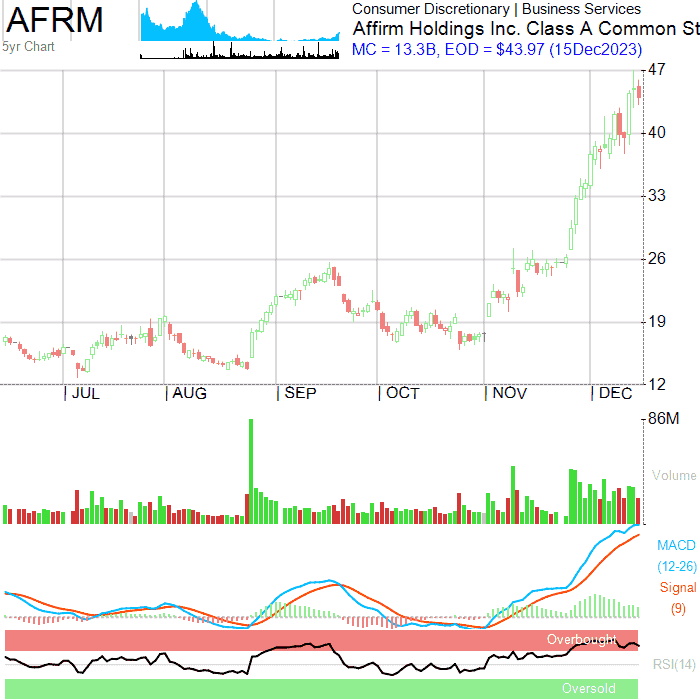 AFRM
5yr Chart
Consumer Discretionary | Business Services
Affirm Holdings Inc. Class A Common St
MC = 13.3B, EOD = $43.97 (15Dec2023)
47
40
33
26
19
12
JUL AUG SEP OCT NOV DEC
86M
Volume
MACD
(12-26)
Signal
(9)
Overbought
RSI(14)
Oversold